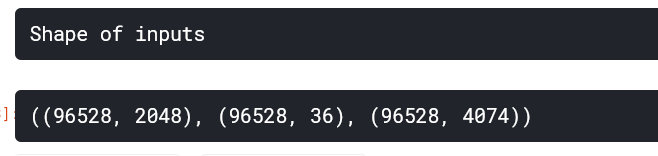 Shape of inputs
]: ((96528, 2048), (96528, 36), (96528, 4074))